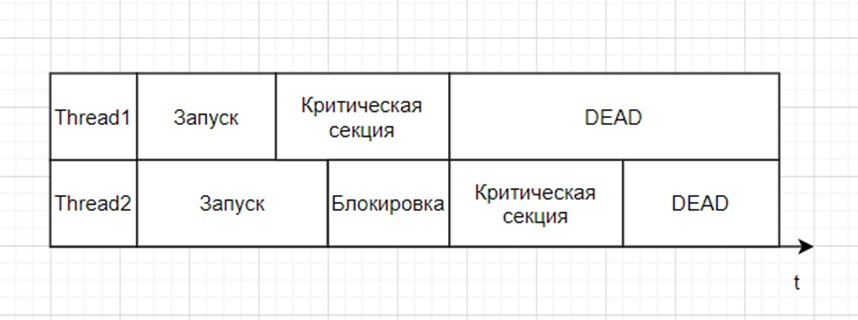 Thread1
Запуск
Критическая
секция
DEAD
Thread2
Запуск
Блокировка
Критическая
секция
DEAD
t